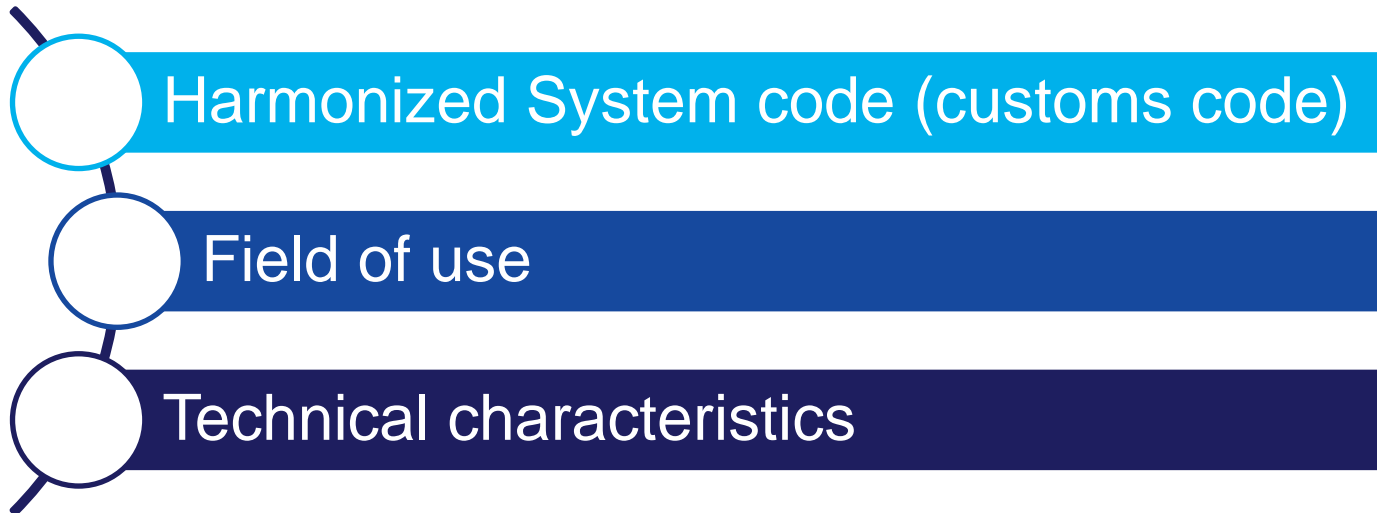 Harmonized System code (customs code)
Field of use
Technical characteristics